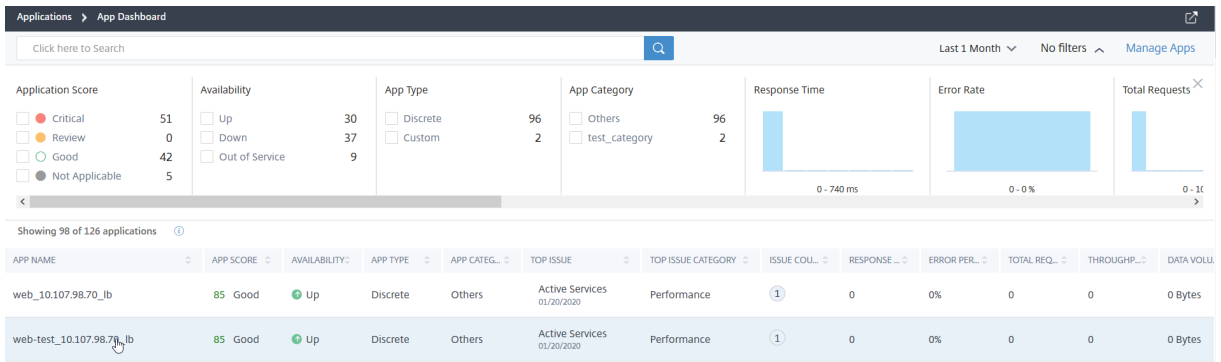 Applications > App Dashboard
Click here to Search
Last 1 Month No filters Manage Apps
Application Score Availability App Type App Category Response Time Error Rate Total Requests
Critical 51 Up 30 Discrete 96 Others 96
Review 0 Down 37 Custom 2 test_category 2
Good 42 Out of Service 9
Not Applicable 5
0 - 740 ms 0 - 0 % 0 - 10
Showing 98 of 126 applications
APP NAME APP SCORE AVAILABILITY APP TYPE APP CATEG... TOP ISSUE TOP ISSUE CATEGORY ISSUE COU... RESPONSE ... ERROR PER... TOTAL REQ... THROUGHP... DATA VOLU.
web_10.107.98.70_lb 85 Good Up Discrete Others Active Services Performance 1 0 0% 0 0 0 Bytes
01/20/2020
85 Good Up Discrete Others Active Services Performance 1 0 0% 0 0 0 Bytes
01/20/2020